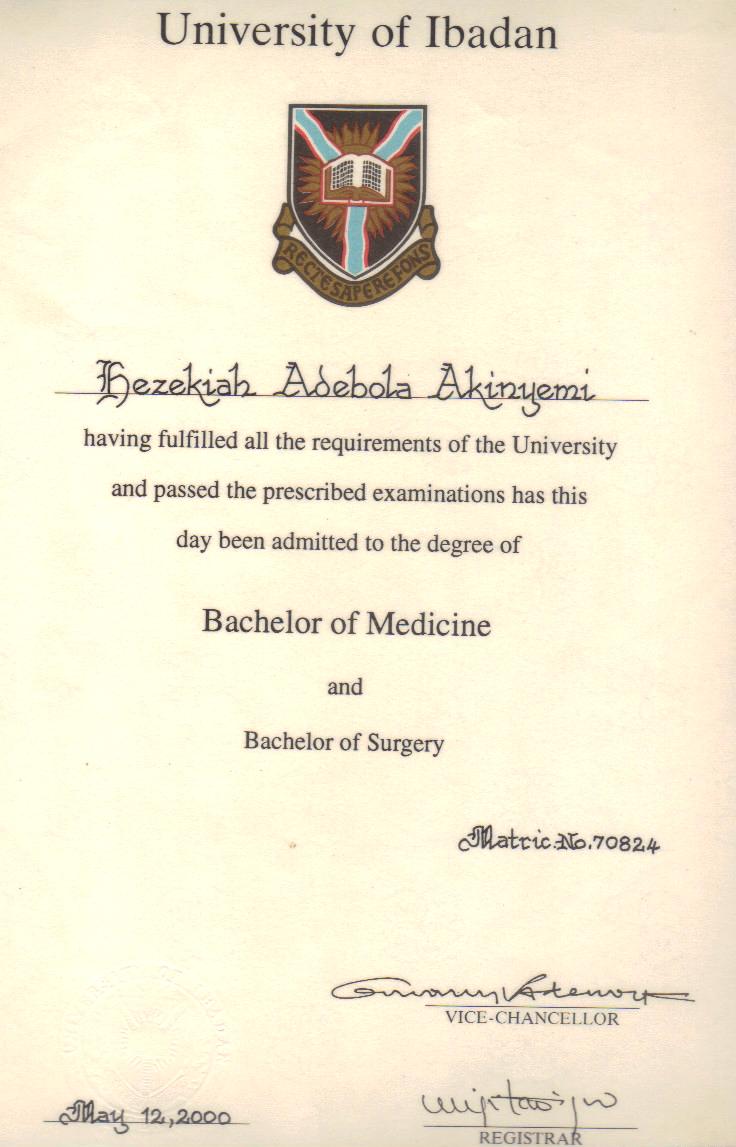 University of Ibadan
RECTE SAPERE FONS
Hezekiah Adebola Akinyemi
having fulfilled all the requirements of the University
and passed the prescribed examinations has this
day been admitted to the degree of
Bachelor of Medicine
and
Bachelor of Surgery
Matric.No.70824
VICE-CHANCELLOR
May 12,2000
REGISTRAR